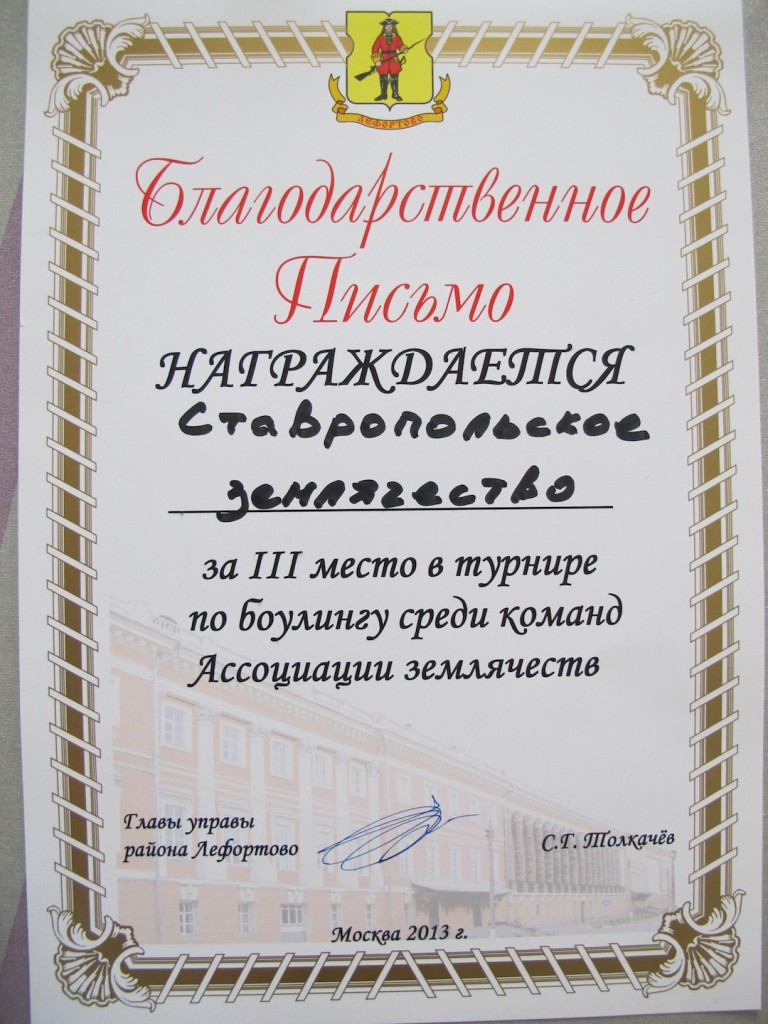 ЛЕФОРТОВО
Благодарственное
Письмо
НАГРАЖДАЕТСЯ
Ставропольское
землячество
за III место в турнире
по боулингу среди команд
Ассоциации землячеств
Главы управы
района Лефортово
С.Г. Толкачёв
Москва 2013 г.